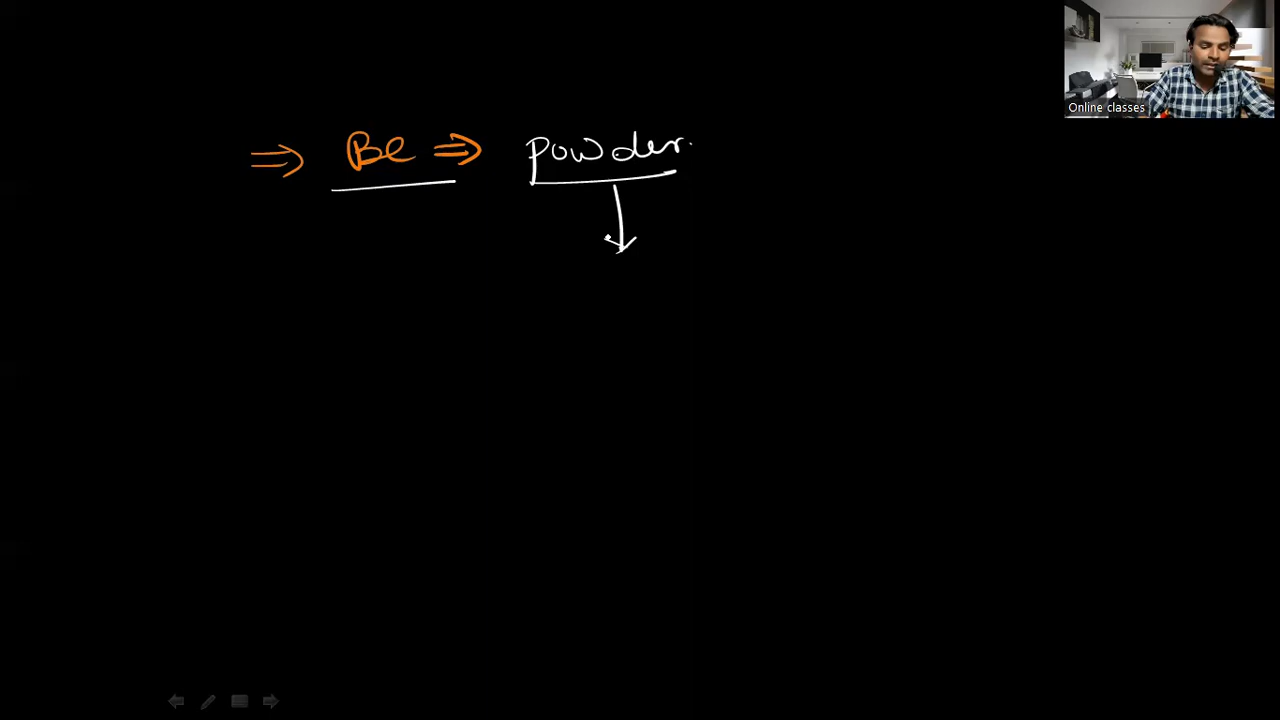 Online classes
⇒ Be ⇒ powder.